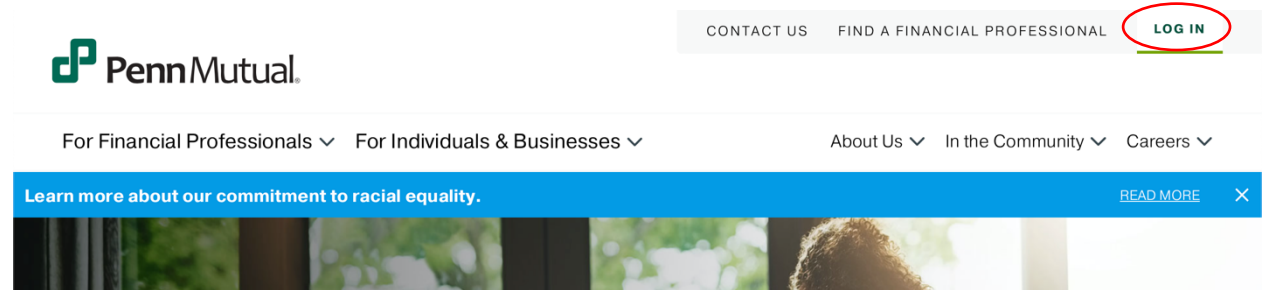 CONTACT US FIND A FINANCIAL PROFESSIONAL LOG IN
PennMutual®
For Financial Professionals For Individuals & Businesses About Us In the Community Careers
Learn more about our commitment to racial equality. READ MORE